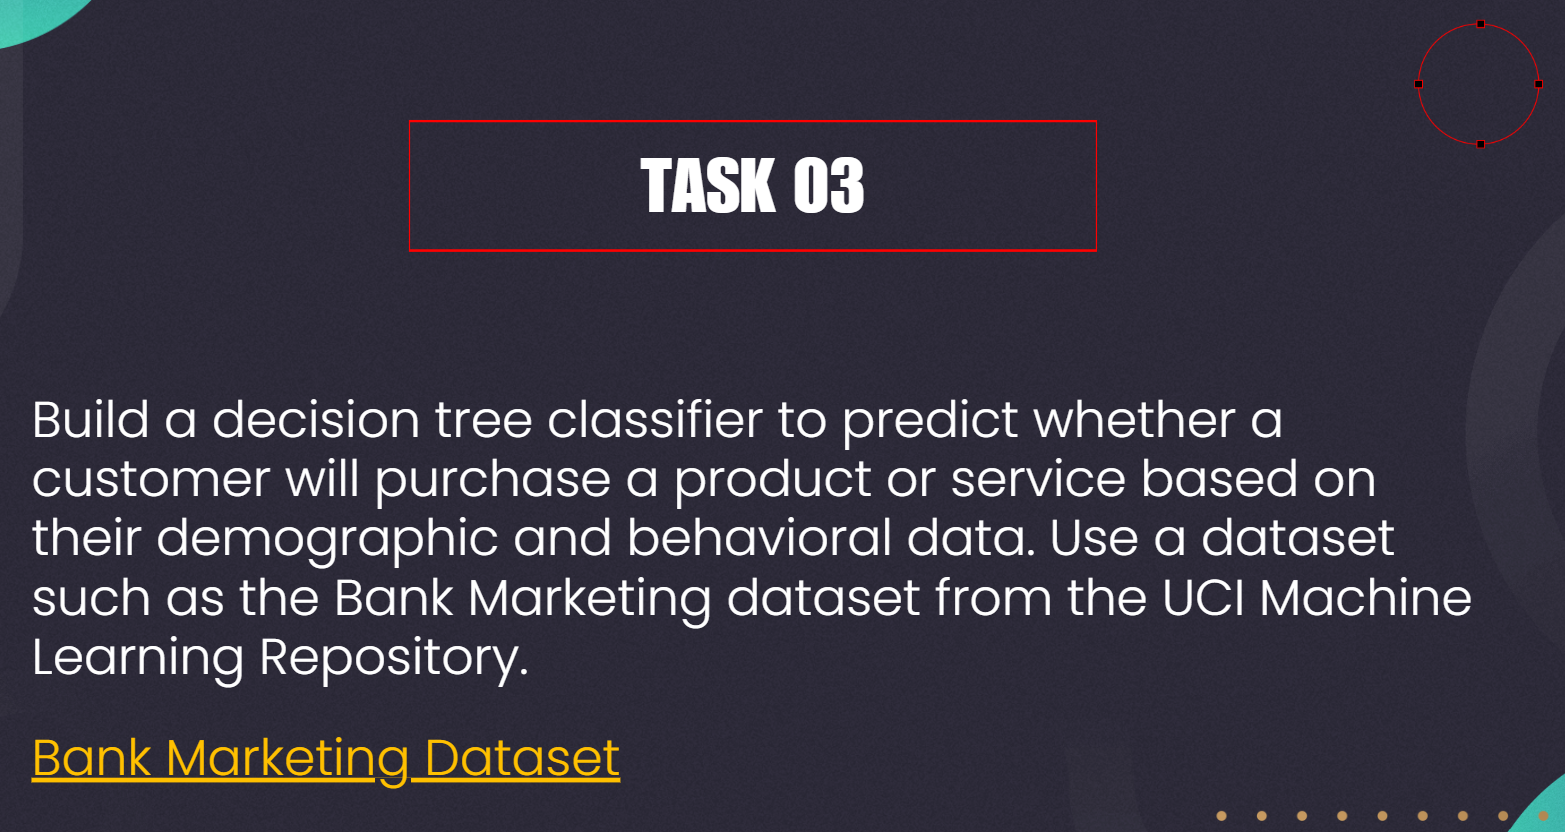 TASK 03
Build a decision tree classifier to predict whether a
customer will purchase a product or service based on
their demographic and behavioral data. Use a dataset
such as the Bank Marketing dataset from the UCI Machine
Learning Repository.
Bank Marketing Dataset